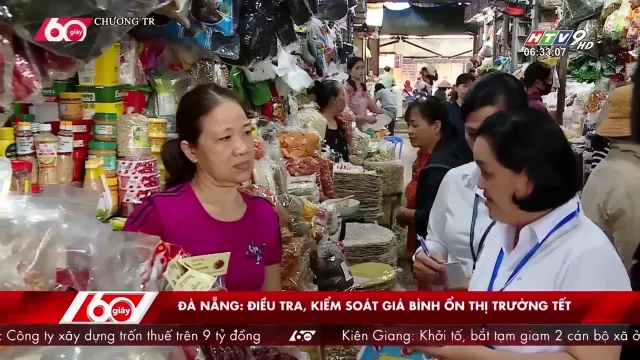 60 giây
CHƯƠNG TR
HTV9 HD
06:33:07
60 giây
ĐÀ NẴNG: ĐIỀU TRA, KIỂM SOÁT GIÁ BÌNH ỔN THỊ TRƯỜNG TẾT
: Công ty xây dựng trốn thuế trên 9 tỷ đồng
60 giây
Kiên Giang: Khởi tố, bắt tạm giam 2 cán bộ xã ở